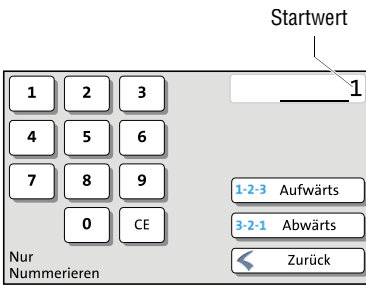 Startwert
1 2 3 1
4 5 6
7 8 9 1-2-3 Aufwärts
0 CE 3-2-1 Abwärts
Nur
Nummerieren
Zurück